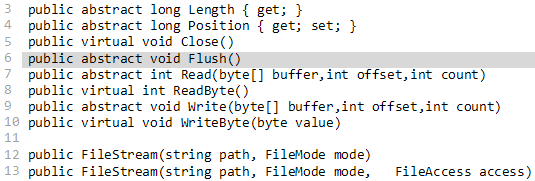 3 public abstract long Length { get; }
4 public abstract long Position { get; set; }
5 public virtual void Close()
6 public abstract void Flush()
7 public abstract int Read(byte[] buffer,int offset,int count)
8 public virtual int ReadByte()
9 public abstract void Write(byte[] buffer,int offset,int count)
10 public virtual void WriteByte(byte value)
11
12 public FileStream(string path, FileMode mode)
13 public FileStream(string path, FileMode mode,   FileAccess access)